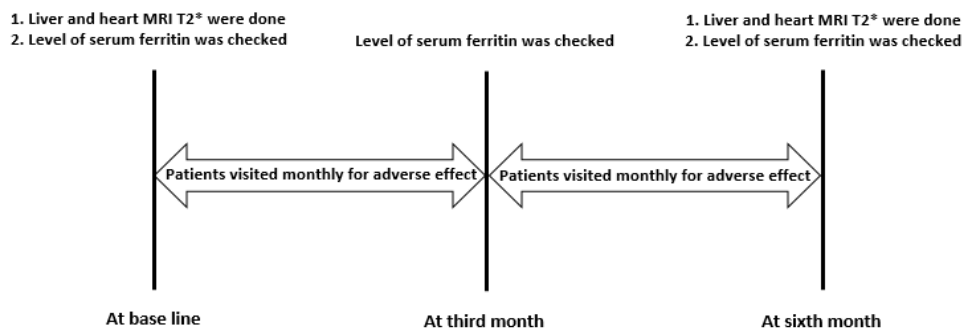 1. Liver and heart MRI T2* were done
2. Level of serum ferritin was checked
Level of serum ferritin was checked
1. Liver and heart MRI T2* were done
2. Level of serum ferritin was checked
Patients visited monthly for adverse effect
Patients visited monthly for adverse effect
At base line
At third month
At sixth month